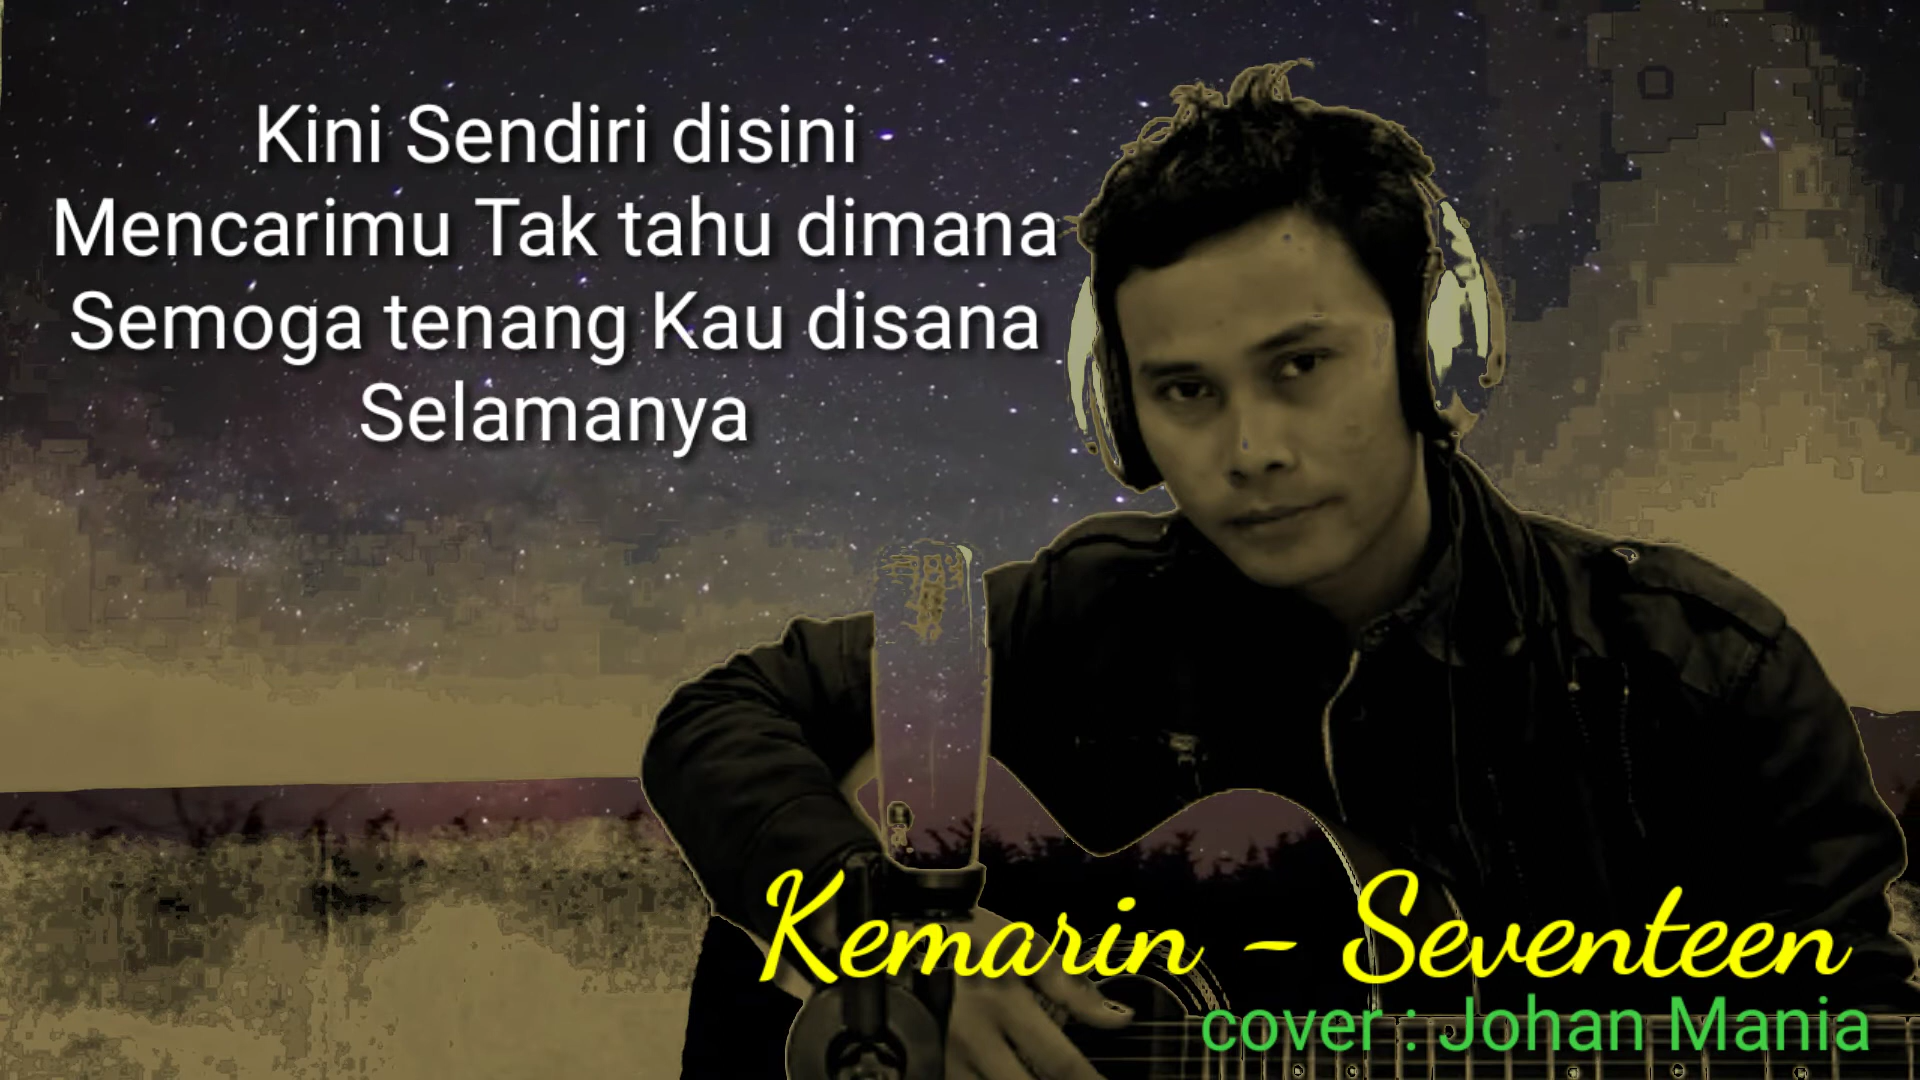 Kini Sendiri disini
Mencarimu Tak tahu dimana
Semoga tenang Kau disana
Selamanya
Kemarin - Seventeen
cover : Johan Mania